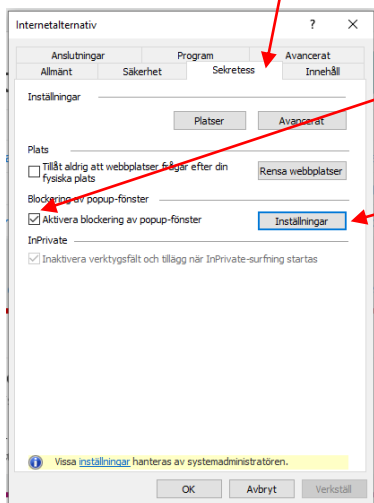 Internetalternativ
Anslutningar Program Avancerat
Allmänt Säkerhet Sekretess Innehåll
Inställningar
Platser Avancerat
Plats
Tillåt aldrig att webbplatser frågar efter din
fysiska plats
Rensa webbplatser
Blockering av popup-fönster
Aktivera blockering av popup-fönster Inställningar
InPrivate
Inaktivera verktygsfält och tillägg när InPrivate-surfning startas
Vissa inställningar hanteras av systemadministratören.
OK Avbryt Verkställ